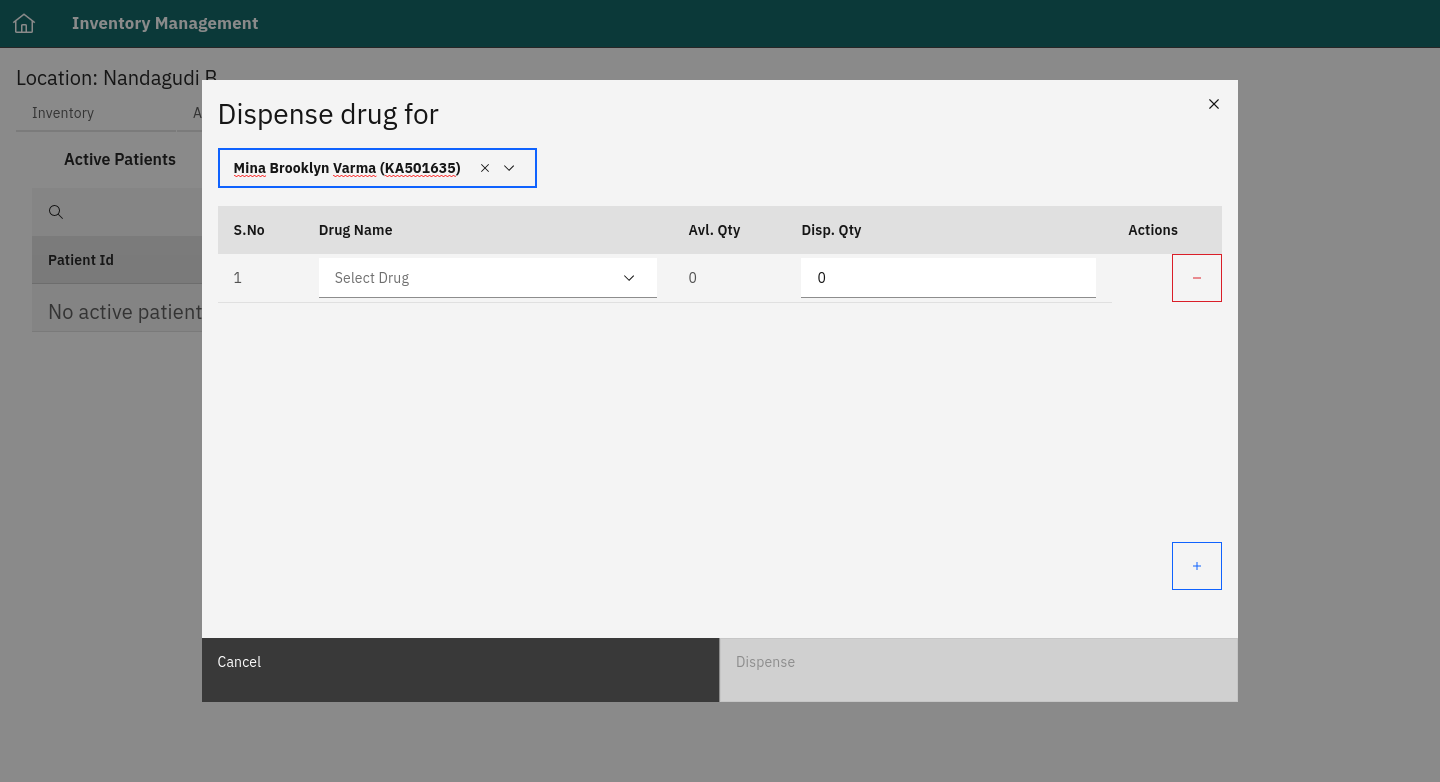 Inventory Management
Location: Nandagudi B
Inventory
A
Active Patients
Patient Id
No active patient
Dispense drug for
Mina Brooklyn Varma (KA501635)
S.No Drug Name Avl. Qty Disp. Qty Actions
1 Select Drug 0 0
Cancel
Dispense